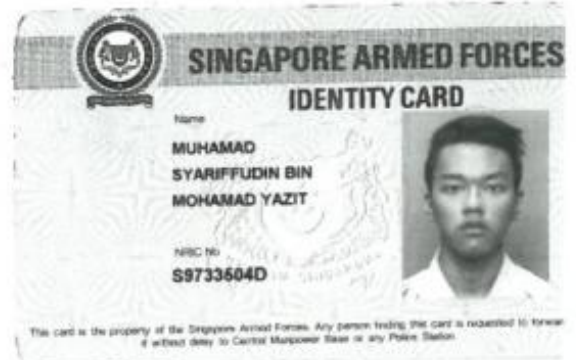 SINGAPORE ARMED FORCES
IDENTITY CARD
Name
MUHAMAD
SYARIFFUDIN BIN
MOHAMAD YAZIT
NRIC No
S9733504D
This card is the property of the Singapore Armed Forces. Any person finding this card is requested to forward
it without delay to Central Manpower Base or any Police Station.